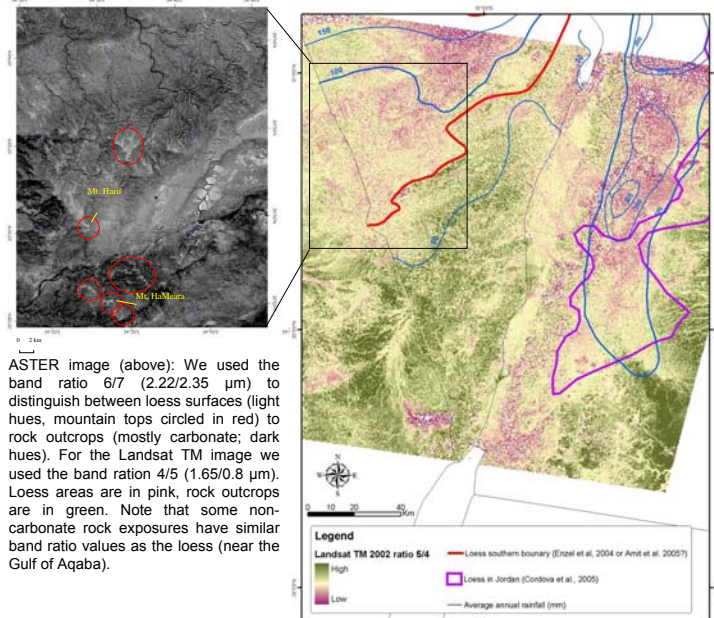 Mt. Harif
Mt. HaMeara
0 2 km
ASTER image (above): We used the
band ratio 6/7 (2.22/2.35 µm) to
distinguish between loess surfaces (light
hues, mountain tops circled in red) to
rock outcrops (mostly carbonate; dark
hues). For the Landsat TM image we
used the band ration 4/5 (1.65/0.8 µm).
Loess areas are in pink, rock outcrops
are in green. Note that some non-
carbonate rock exposures have similar
band ratio values as the loess (near the
Gulf of Aqaba).
150
100
N
W E
S
0 10 20 40
Km
Legend
Landsat TM 2002 ratio 5/4
High
Low
Loess southern bounary (Enzel et al, 2004 or Amit et al. 2005?)
Loess in Jordan (Cordova et al., 2005)
Average annual rainfall (mm)